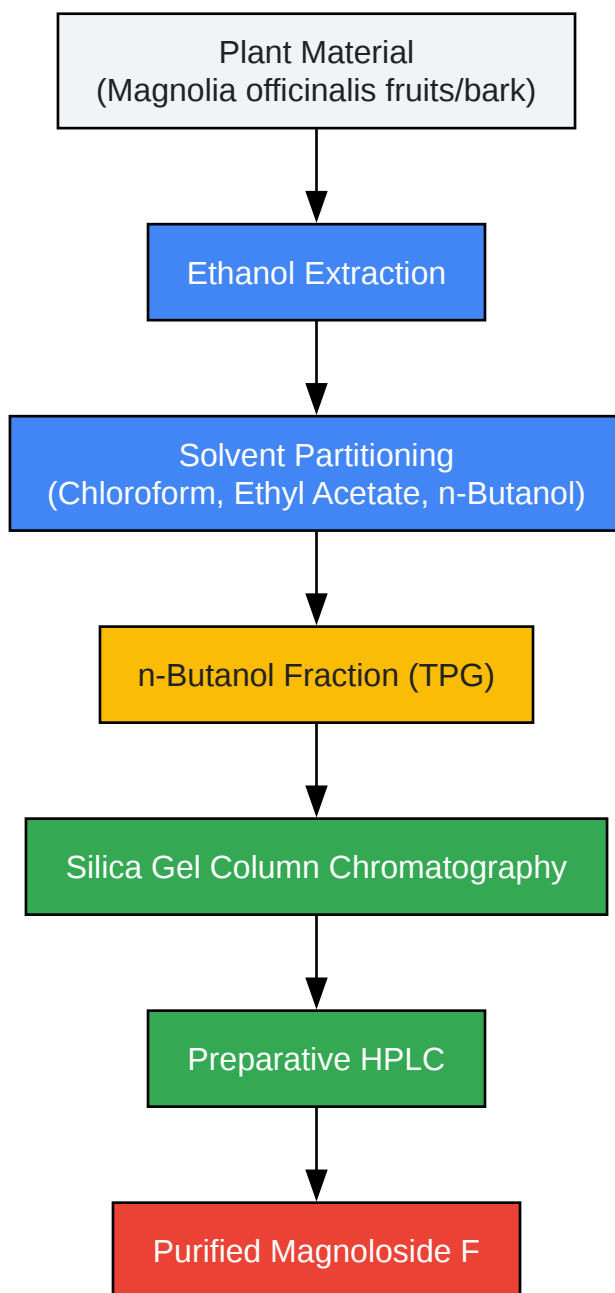 Plant Material
(Magnolia officinalis fruits/bark)
Ethanol Extraction
Solvent Partitioning
(Chloroform, Ethyl Acetate, n-Butanol)
n-Butanol Fraction (TPG)
Silica Gel Column Chromatography
Preparative HPLC
Purified Magnoloside F